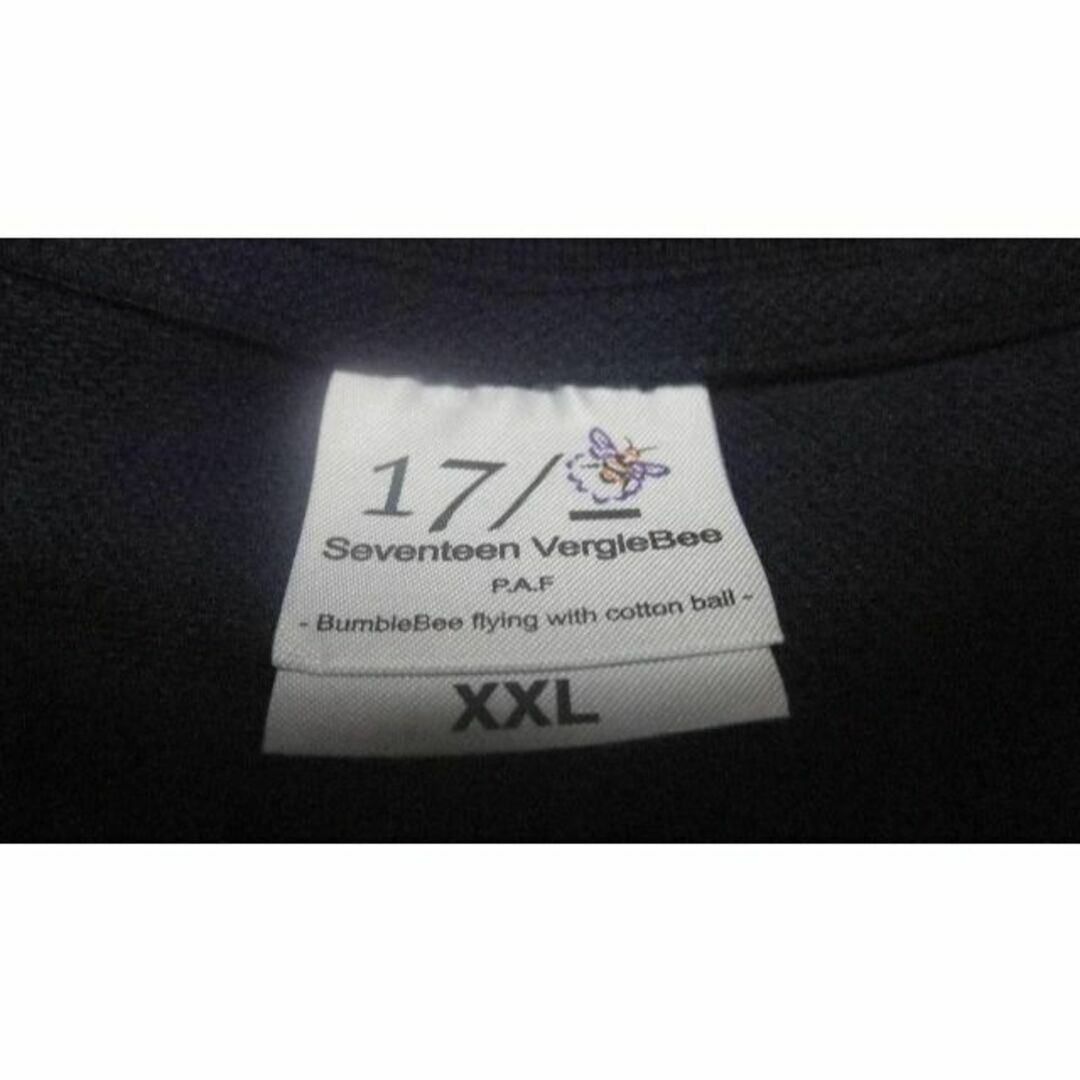 17/
Seventeen VergleBee
P.A.F
- BumbleBee flying with cotton ball -
XXL